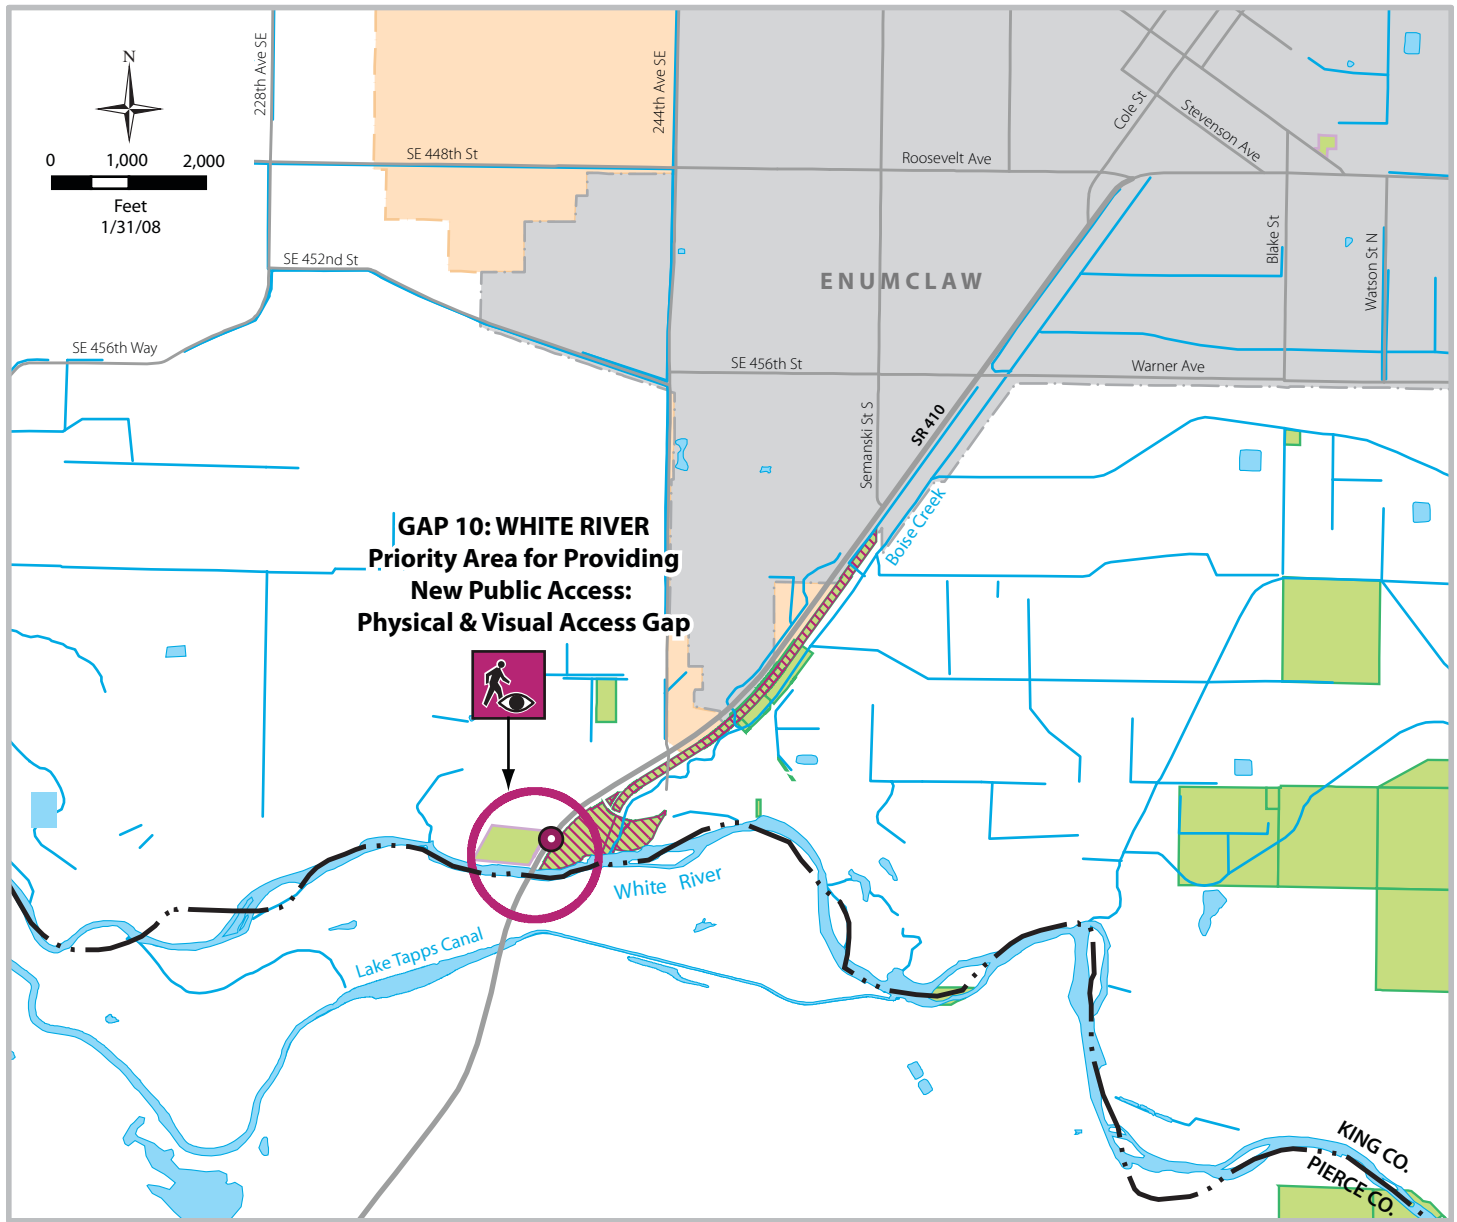 N
0 1,000 2,000
Feet
1/31/08
228th Ave SE
244th Ave SE
SE 448th St
Roosevelt Ave
Cole St
Stevenson Ave
SE 452nd St
ENUMCLAW
Blake St
Watson St N
SE 456th Way
SE 456th St
Warner Ave
Semanski St S
SR 410
Boise Creek
GAP 10: WHITE RIVER
Priority Area for Providing
New Public Access:
Physical & Visual Access Gap
White River
Lake Tapps Canal
KING CO.
PIERCE CO.